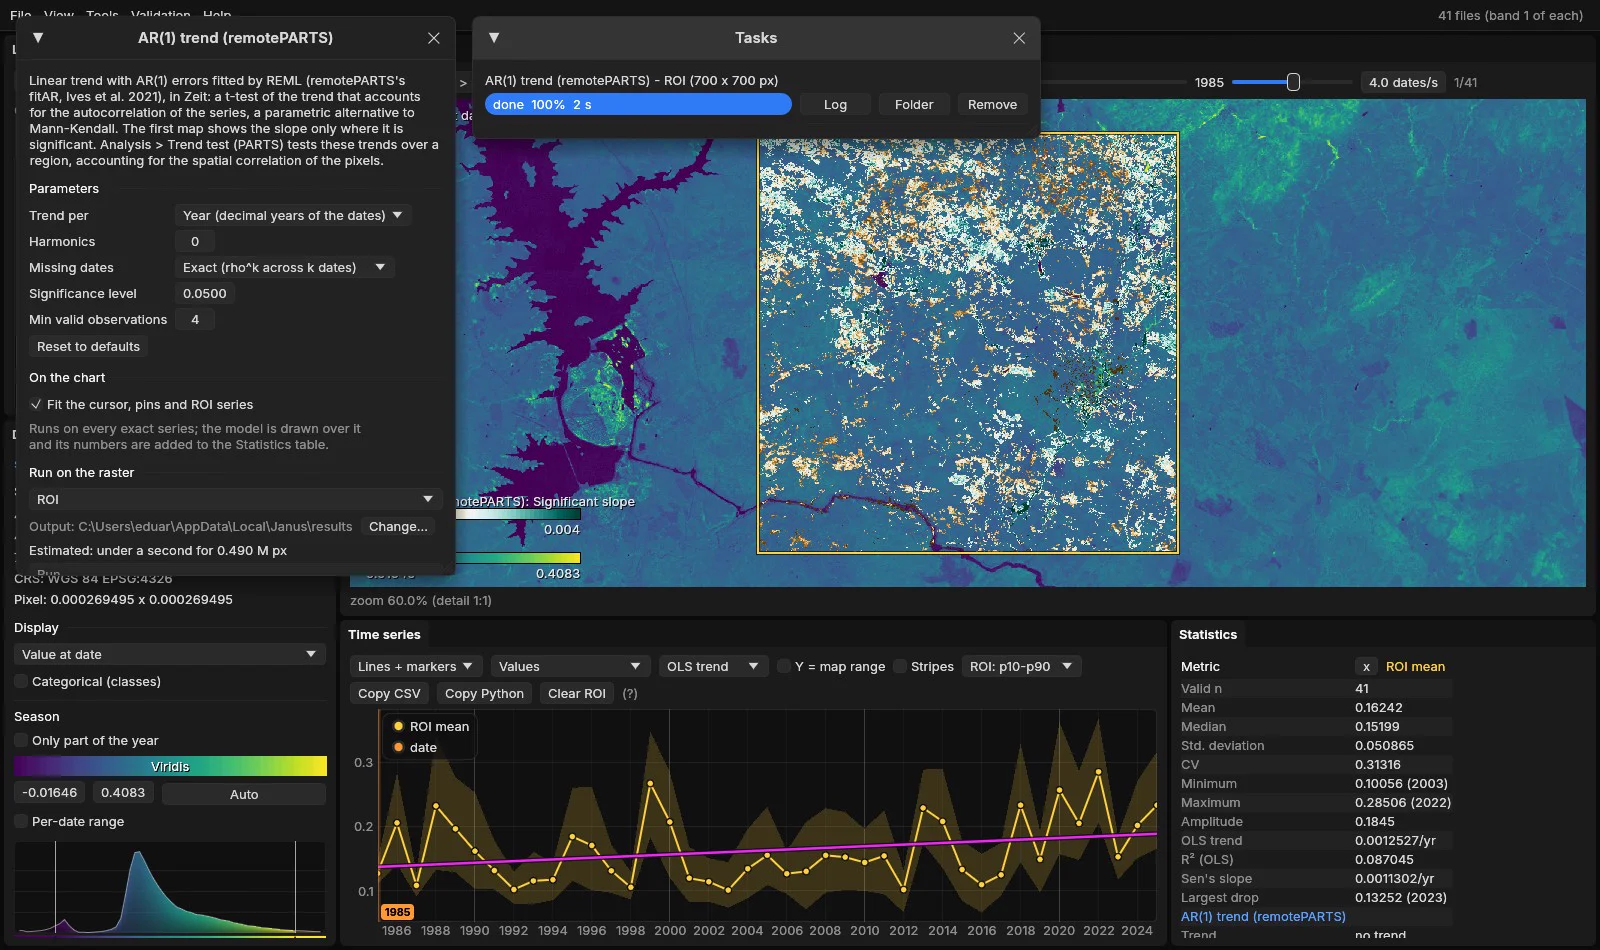 File View Tools Validation Help
41 files (band 1 of each)
AR(1) trend (remotePARTS)
Linear trend with AR(1) errors fitted by REML (remotePARTS's
fitAR, Ives et al. 2021), in Zeit: a t-test of the trend that accounts
for the autocorrelation of the series, a parametric alternative to
Mann-Kendall. The first map shows the slope only where it is
significant. Analysis > Trend test (PARTS) tests these trends over a
region, accounting for the spatial correlation of the pixels.
Parameters
Trend per Year (decimal years of the dates)
Harmonics 0
Missing dates Exact (rho^k across k dates)
Significance level 0.0500
Min valid observations 4
Reset to defaults
On the chart
Fit the cursor, pins and ROI series
Runs on every exact series; the model is drawn over it
and its numbers are added to the Statistics table.
Run on the raster
ROI
Output: C:\Users\eduar\AppData\Local\Janus\results Change...
Estimated: under a second for 0.490 M px
Run
Tasks
AR(1) trend (remotePARTS) - ROI (700 x 700 px)
done 100% 2 s Log Folder Remove
>
1985 4.0 dates/s 1/41
notePARTS): Significant slope
0.004
0.4083
zoom 60.0% (detail 1:1)
CRS: WGS 84 EPSG:4326
Pixel: 0.000269495 x 0.000269495
Display
Value at date
Categorical (classes)
Season
Only part of the year
Viridis
-0.01646 0.4083 Auto
Per-date range
Time series
Lines + markers Values OLS trend Y = map range Stripes ROI: p10-p90
Copy CSV Copy Python Clear ROI (?)
ROI mean
date
0.3
0.2
0.1
1985
1986 1988 1990 1992 1994 1996 1998 2000 2002 2004 2006 2008 2010 2012 2014 2016 2018 2020 2022 2024
Statistics
Metric x ROI mean
Valid n 41
Mean 0.16242
Median 0.15199
Std. deviation 0.050865
CV 0.31316
Minimum 0.10056 (2003)
Maximum 0.28506 (2022)
Amplitude 0.1845
OLS trend 0.0012527/yr
R² (OLS) 0.087045
Sen's slope 0.0011302/yr
Largest drop 0.13252 (2023)
AR(1) trend (remotePARTS)
Trend no trend